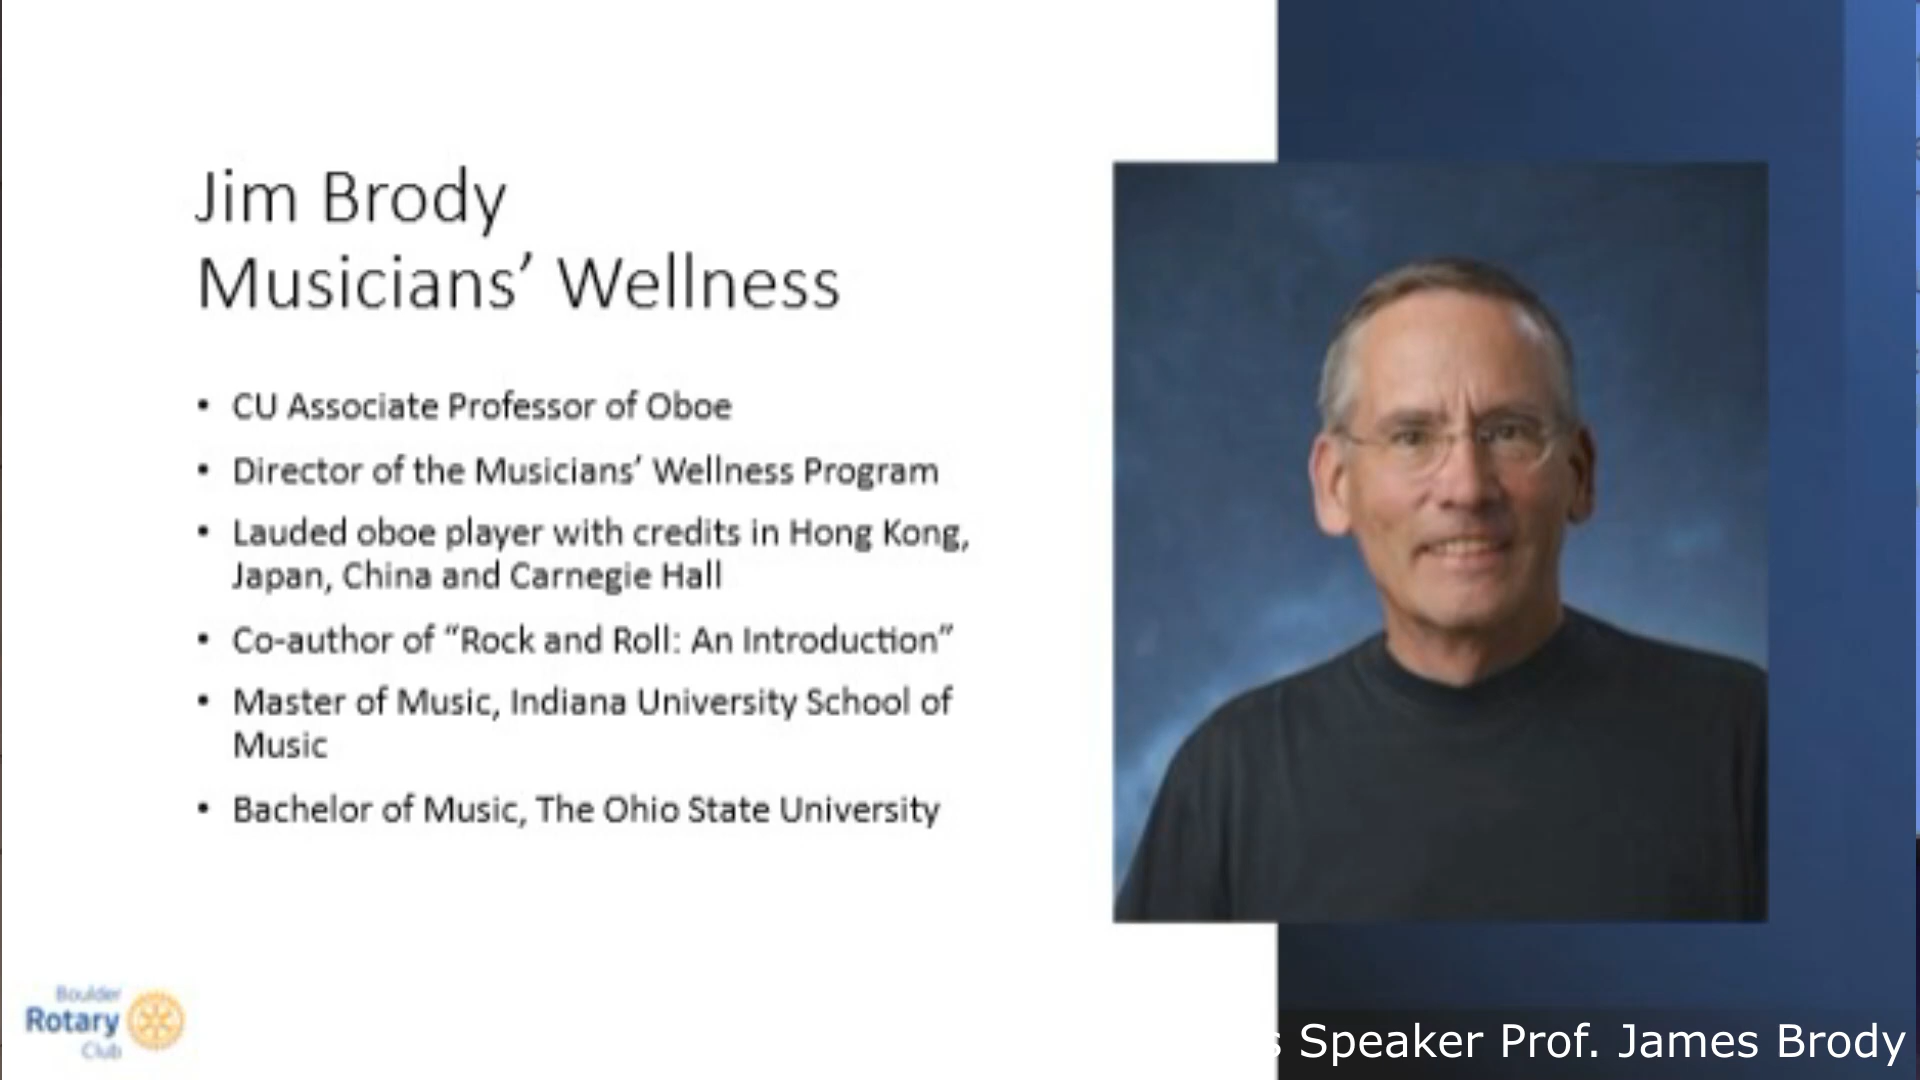 Jim Brody
Musicians’ Wellness
• CU Associate Professor of Oboe
• Director of the Musicians’ Wellness Program
• Lauded oboe player with credits in Hong Kong,
Japan, China and Carnegie Hall
• Co-author of “Rock and Roll: An Introduction”
• Master of Music, Indiana University School of
Music
• Bachelor of Music, The Ohio State University
Boulder
Rotary
Club
Speaker Prof. James Brody